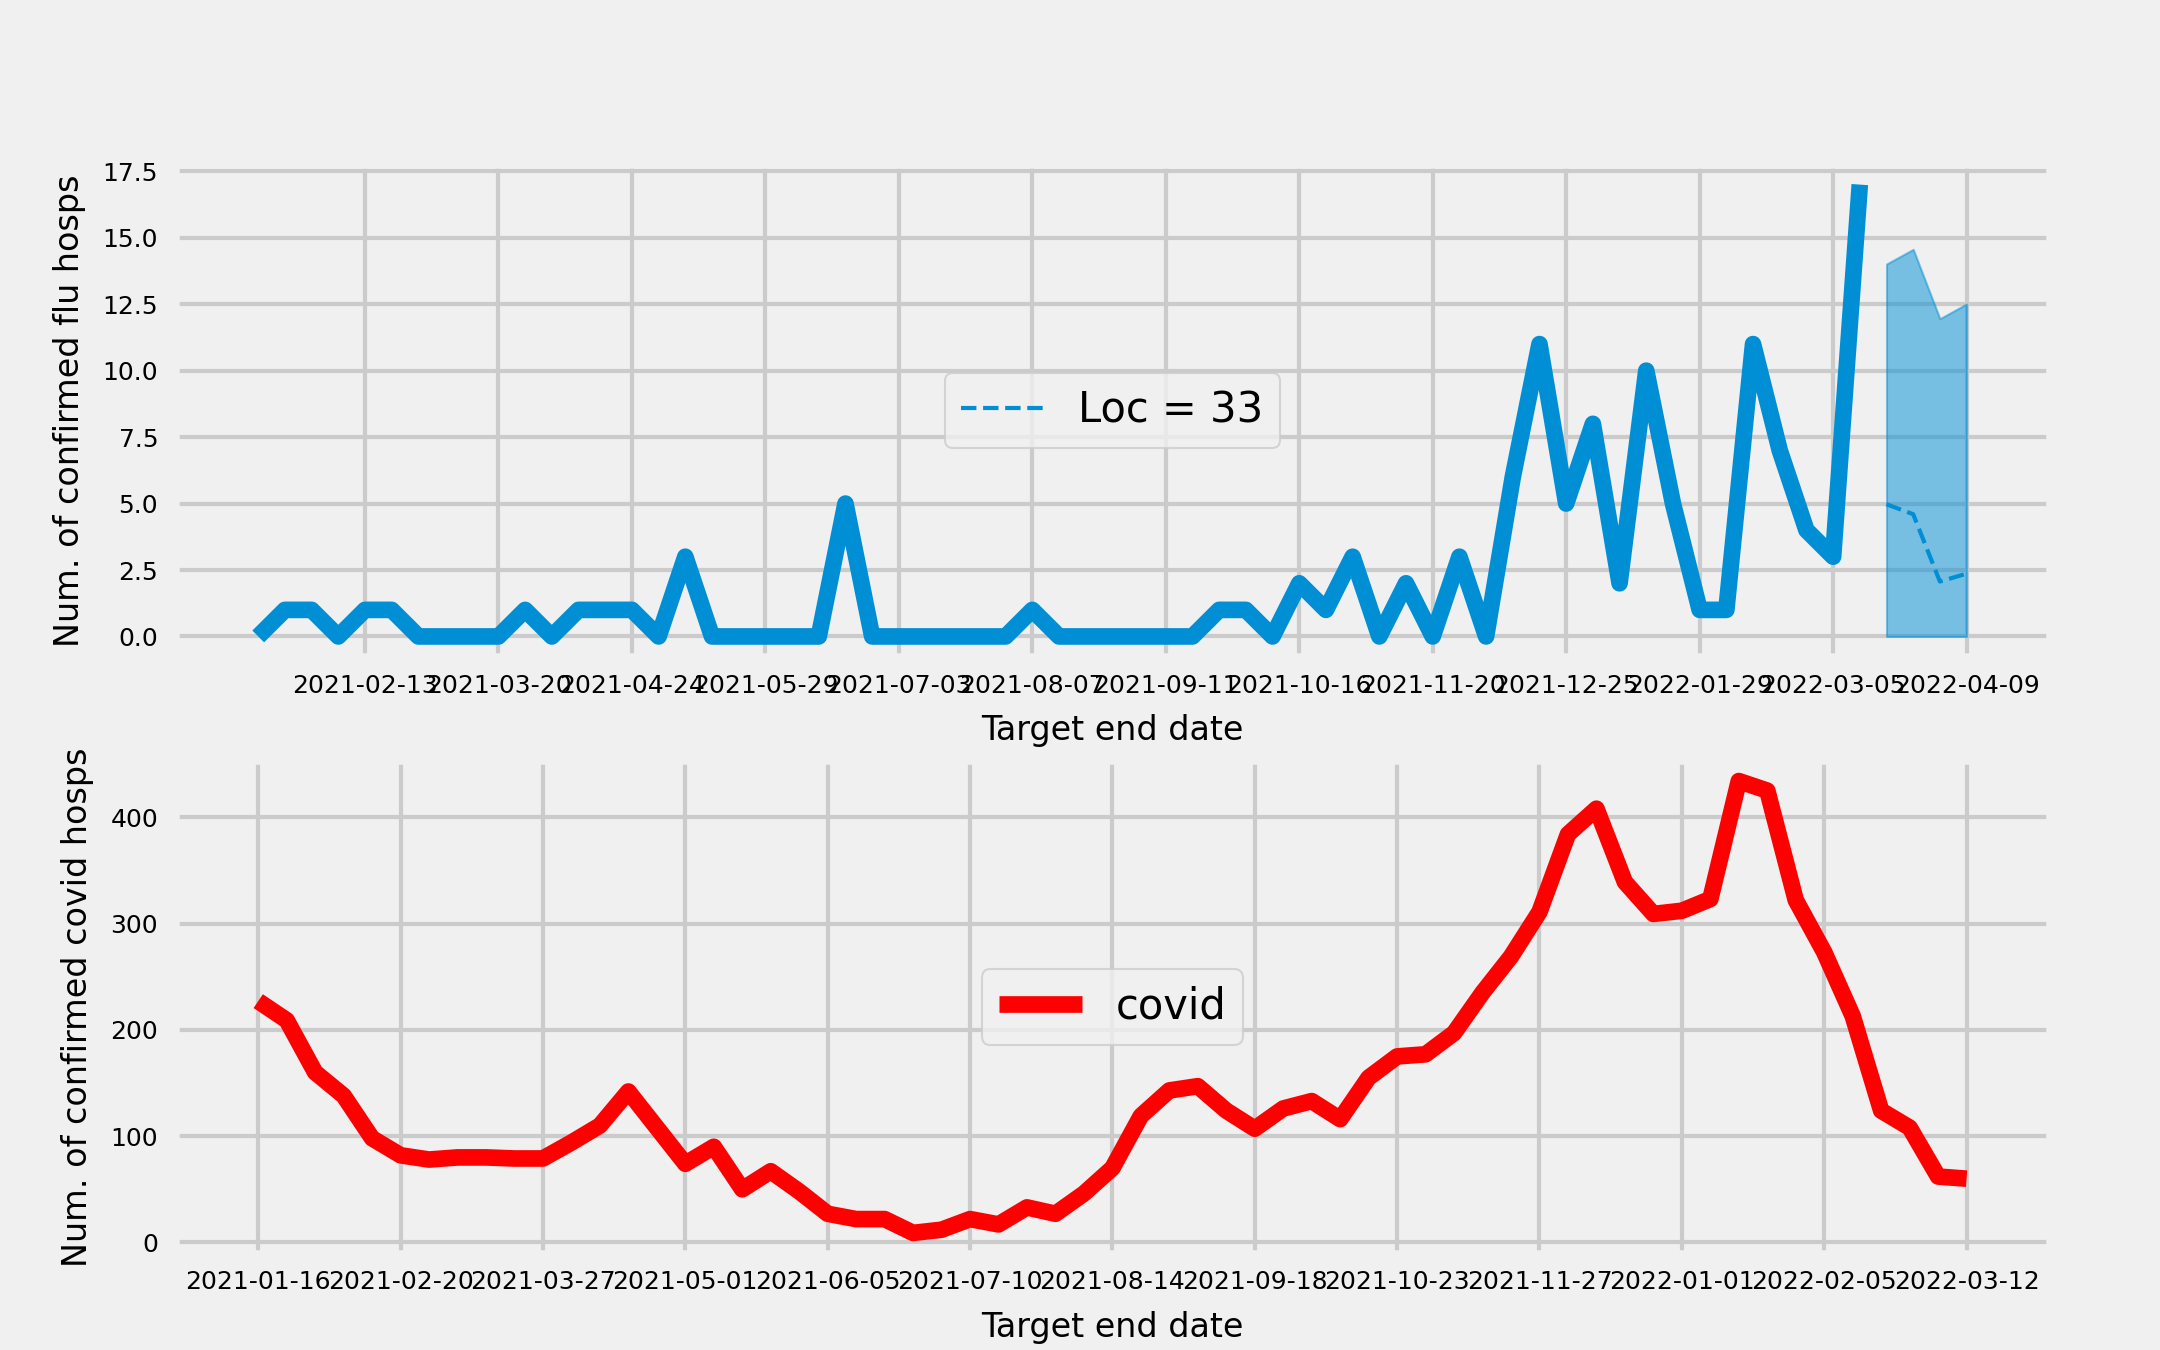 Num. of confirmed flu hosps
17.5
15.0
12.5
10.0
7.5
5.0
2.5
0.0
Loc = 33
2021-02-13 2021-03-20 2021-04-24 2021-05-29 2021-07-03 2021-08-07 2021-09-11 2021-10-16 2021-11-20 2021-12-25 2022-01-29 2022-03-05 2022-04-09
Target end date
Num. of confirmed covid hosps
400
300
200
100
0
covid
2021-01-16 2021-02-20 2021-03-27 2021-05-01 2021-06-05 2021-07-10 2021-08-14 2021-09-18 2021-10-23 2021-11-27 2022-01-01 2022-02-05 2022-03-12
Target end date